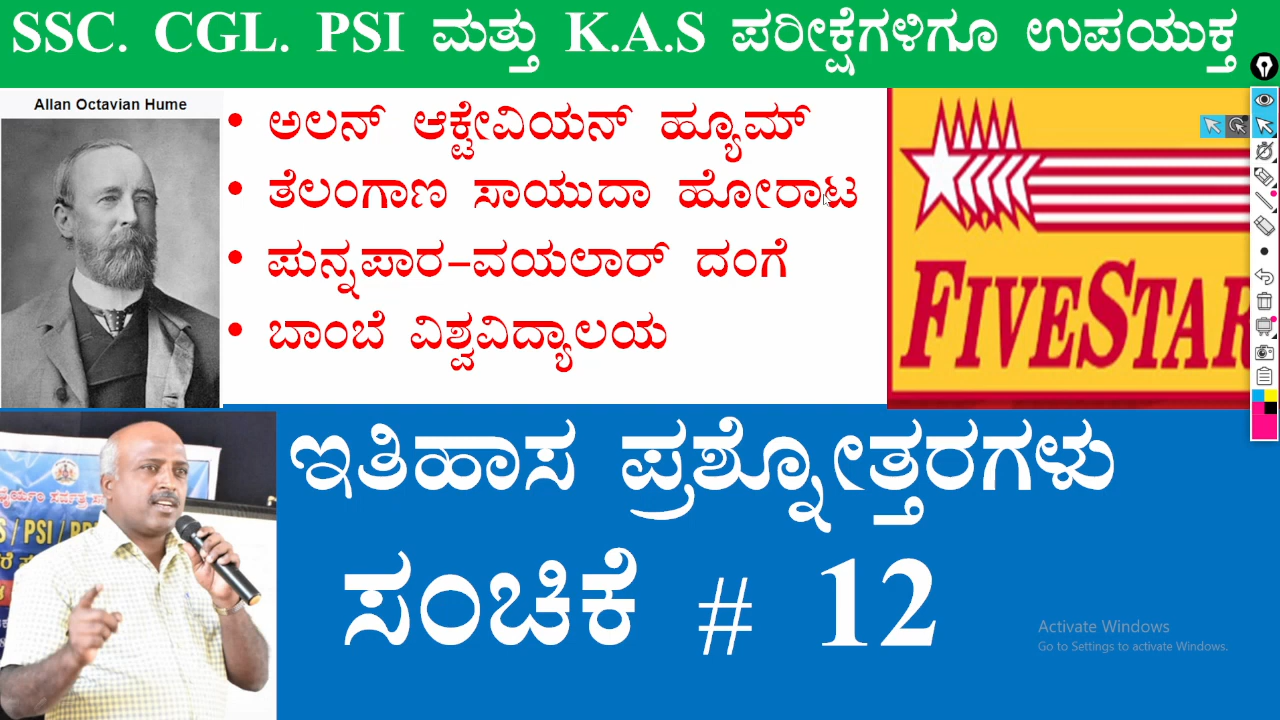 SSC. CGL. PSI ಮತ್ತು K.A.S ಪರೀಕ್ಷೆಗಳಿಗೂ ಉಪಯುಕ್ತ
Allan Octavian Hume
• ಅಲನ್ ಆಕ್ಟೇವಿಯನ್ ಹ್ಯೂಮ್
• ತೆಲಂಗಾಣ ಸಾಯುದಾ ಹೋರಾಟ
• ಪುನ್ನಪಾರ-ವಯಲಾರ್ ದಂಗೆ
• ಬಾಂಬೆ ವಿಶ್ವವಿದ್ಯಾಲಯ
FIVESTAR
ಇತಿಹಾಸ ಪ್ರಶ್ನೋತ್ತರಗಳು
ಸಂಚಿಕೆ # 12
/ PSI /
Activate Windows
Go to Settings to activate Windows.